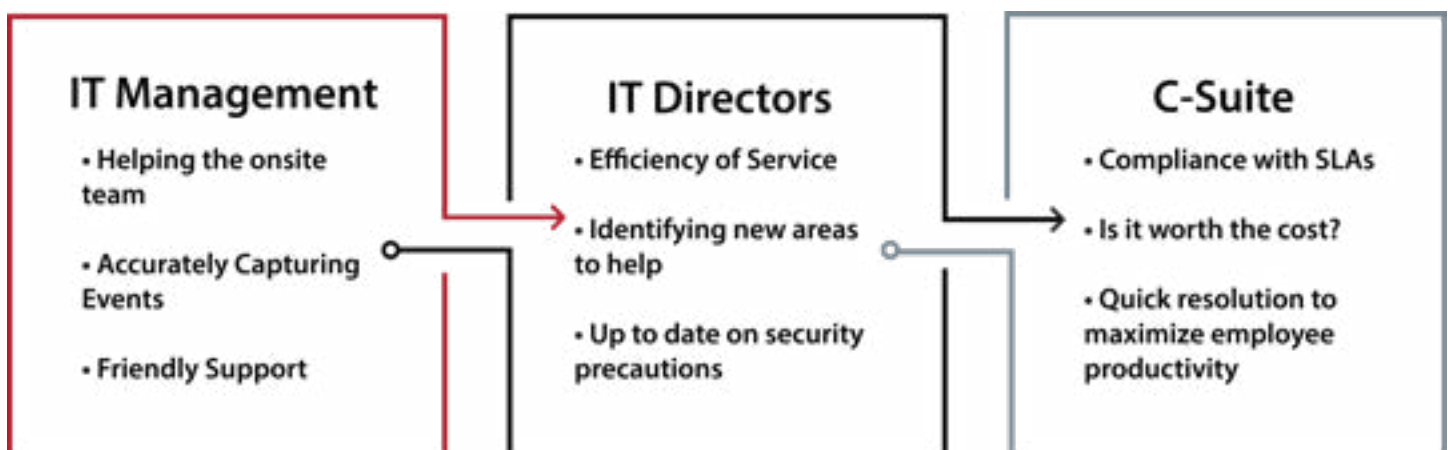 IT Management
• Helping the onsite
team
• Accurately Capturing
Events
• Friendly Support
IT Directors
• Efficiency of Service
• Identifying new areas
to help
• Up to date on security
precautions
C-Suite
• Compliance with SLAs
• Is it worth the cost?
• Quick resolution to
maximize employee
productivity